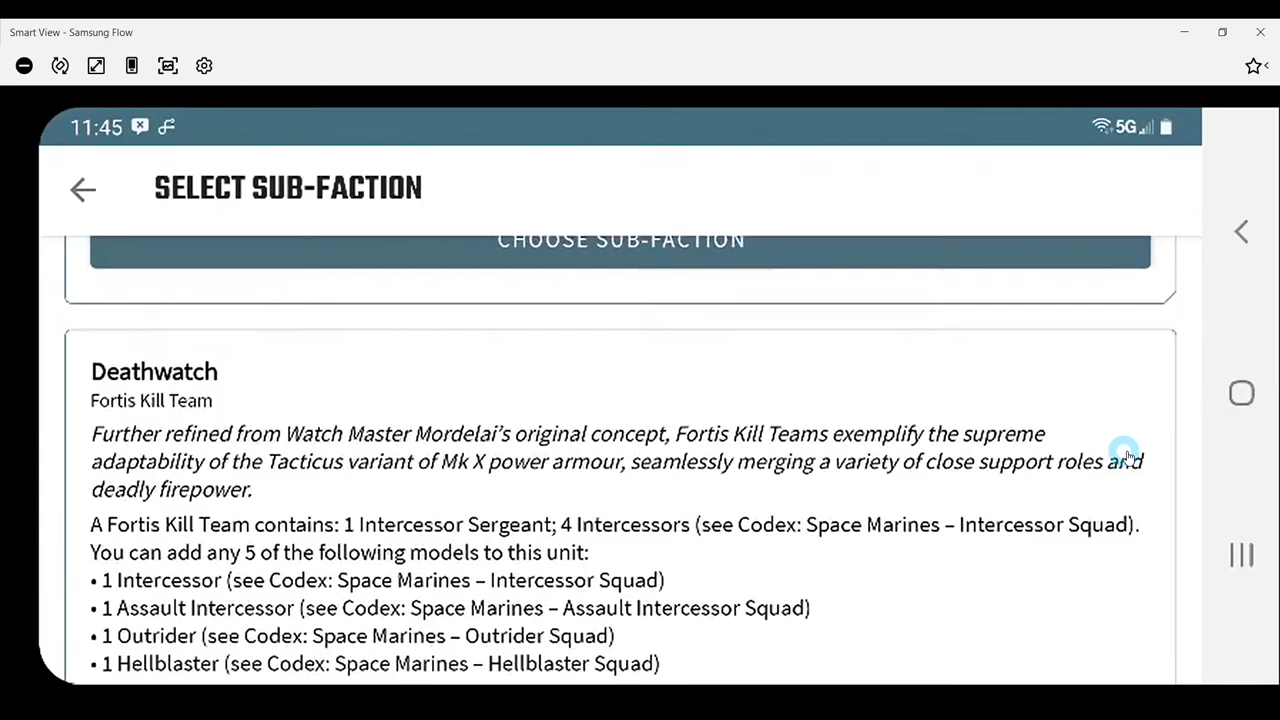 Smart View - Samsung Flow
11:45
5G
SELECT SUB-FACTION
CHOOSE SUB-FACTION
Deathwatch
Fortis Kill Team
Further refined from Watch Master Mordelai's original concept, Fortis Kill Teams exemplify the supreme
adaptability of the Tacticus variant of Mk X power armour, seamlessly merging a variety of close support roles and
deadly firepower.
A Fortis Kill Team contains: 1 Intercessor Sergeant; 4 Intercessors (see Codex: Space Marines – Intercessor Squad).
You can add any 5 of the following models to this unit:
• 1 Intercessor (see Codex: Space Marines – Intercessor Squad)
• 1 Assault Intercessor (see Codex: Space Marines – Assault Intercessor Squad)
• 1 Outrider (see Codex: Space Marines – Outrider Squad)
• 1 Hellblaster (see Codex: Space Marines – Hellblaster Squad)